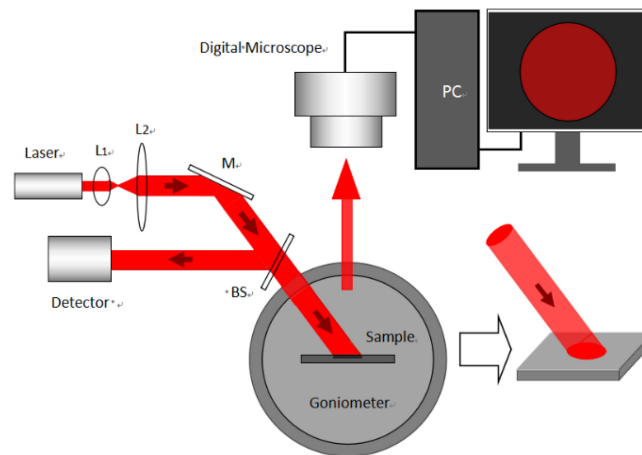 Digital Microscope
PC
L2
L1
Laser
M
Detector
BS
Sample
Goniometer